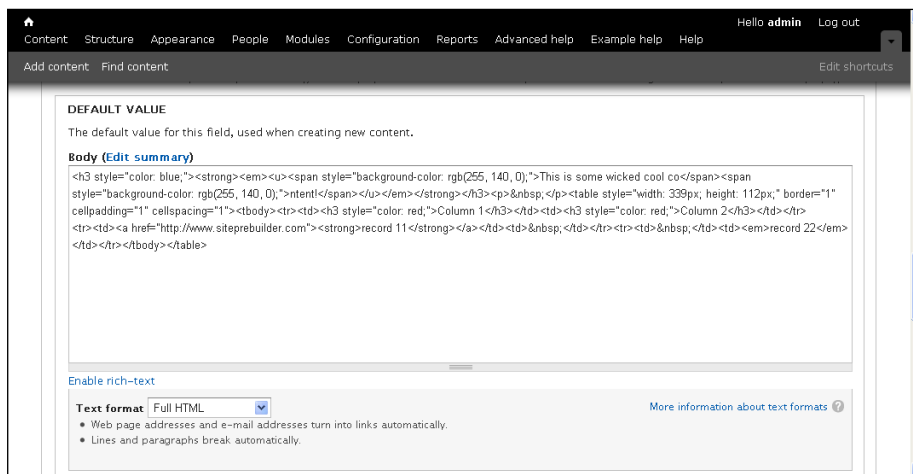 Hello admin Log out
Content Structure Appearance People Modules Configuration Reports Advanced help Example help Help
Add content Find content Edit shortcuts
DEFAULT VALUE
The default value for this field, used when creating new content.
Body (Edit summary)
<h3 style="color: blue;"><strong><em><u><span style="background-color: rgb(255, 140, 0);">This is some wicked cool co</span><span
style="background-color: rgb(255, 140, 0);">ntent!</span></u></em></strong></h3><p>&nbsp;</p><table style="width: 339px; height: 112px;" border="1"
cellpadding="1" cellspacing="1"><tbody><tr><td><h3 style="color: red;">Column 1</h3></td><td><h3 style="color: red;">Column 2</h3></td></tr>
<tr><td><a href="http://www.siteprebuilder.com"><strong>record 11</strong></a></td><td>&nbsp;</td></tr><tr><td>&nbsp;</td><td><em>record 22</em>
</td></tr></tbody></table>
Enable rich-text
Text format Full HTML More information about text formats ?
• Web page addresses and e-mail addresses turn into links automatically.
• Lines and paragraphs break automatically.